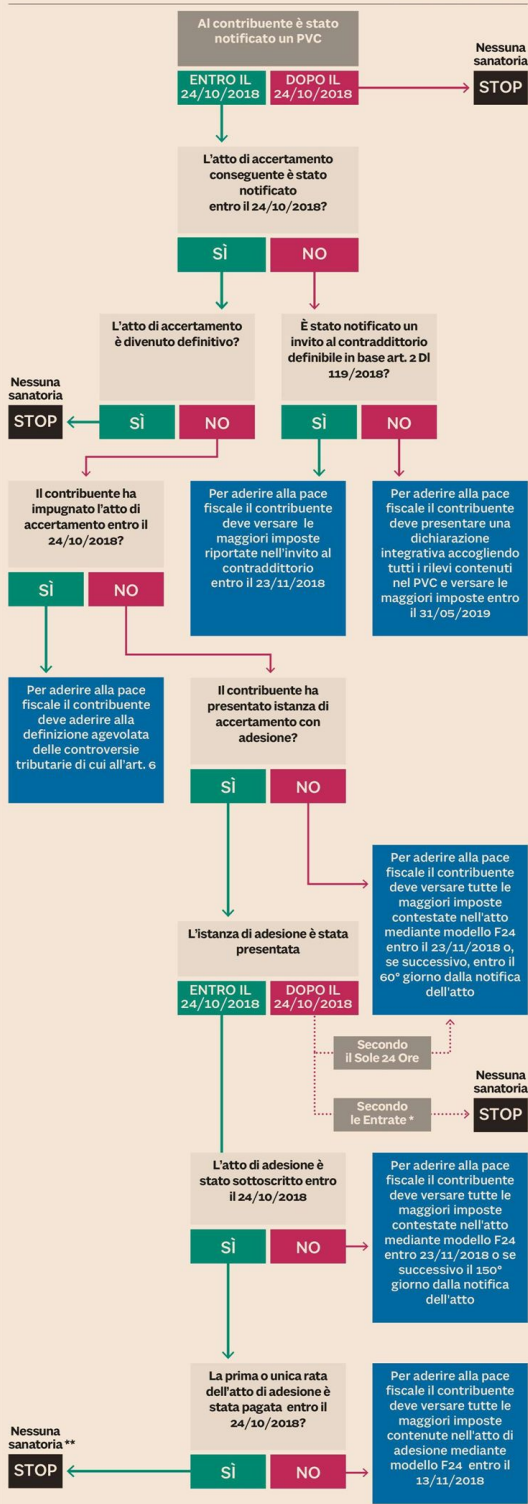 Al contribuente è stato
notificato un PVC
Nessuna
sanatoria
ENTRO IL
24/10/2018
DOPO IL
24/10/2018
STOP
L'atto di accertamento
conseguente è stato
notificato
entro il 24/10/2018?
SÌ
NO
L'atto di accertamento
è divenuto definitivo?
È stato notificato un
invito al contraddittorio
definibile in base art. 2 Dl
119/2018?
Nessuna
sanatoria
STOP
SÌ
NO
SÌ
NO
Il contribuente ha
impugnato l'atto di
accertamento entro il
24/10/2018?
SÌ
NO
Per aderire alla pace
fiscale il contribuente
deve versare le
maggiori imposte
riportate nell'invito al
contraddittorio
entro il 23/11/2018
Per aderire alla pace
fiscale il contribuente
deve presentare una
dichiarazione
integrativa accogliendo
tutti i rilievi contenuti
nel PVC e versare le
maggiori imposte entro
il 31/05/2019
Per aderire alla pace
fiscale il contribuente
deve aderire alla
definizione agevolata
delle controversie
tributarie di cui all'art. 6
Il contribuente ha
presentato istanza di
accertamento con
adesione?
SÌ
NO
Per aderire alla pace
fiscale il contribuente
deve versare tutte le
maggiori imposte
contestate nell'atto
mediante modello F24
entro il 23/11/2018 o,
se successivo, entro il
60° giorno dalla notifica
dell'atto
L'istanza di adesione è stata
presentata
ENTRO IL
24/10/2018
DOPO IL
24/10/2018
Secondo
il Sole 24 Ore
Secondo
le Entrate *
Nessuna
sanatoria
STOP
L'atto di adesione è
stato sottoscritto entro
il 24/10/2018
SÌ
NO
Per aderire alla pace
fiscale il contribuente
deve versare tutte le
maggiori imposte
contestate nell'atto
mediante modello F24
entro 23/11/2018 o se
successivo il 150°
giorno dalla notifica
dell'atto
La prima o unica rata
dell'atto di adesione è
stata pagata entro il
24/10/2018?
Nessuna
sanatoria **
STOP
SÌ
NO
Per aderire alla pace
fiscale il contribuente
deve versare tutte le
maggiori imposte
contenute nell'atto di
adesione mediante
modello F24 entro il
13/11/2018